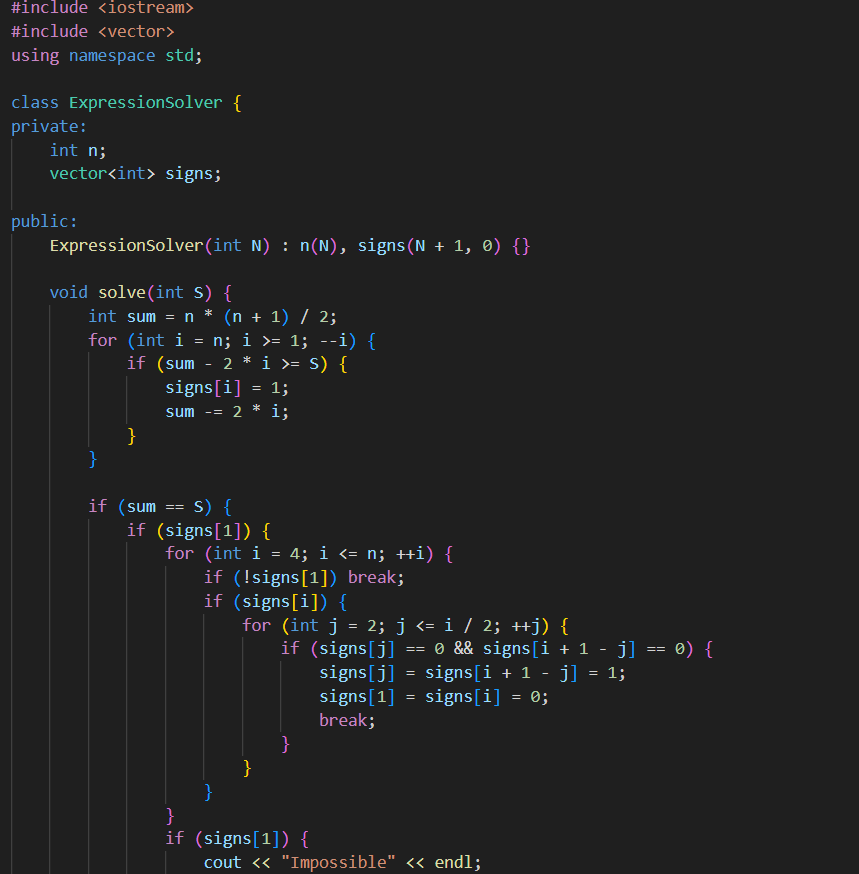 #include <iostream>
#include <vector>
using namespace std;

class ExpressionSolver {
private:
    int n;
    vector<int> signs;

public:
    ExpressionSolver(int N) : n(N), signs(N + 1, 0) {}

    void solve(int S) {
        int sum = n * (n + 1) / 2;
        for (int i = n; i >= 1; --i) {
            if (sum - 2 * i >= S) {
                signs[i] = 1;
                sum -= 2 * i;
            }
        }

        if (sum == S) {
            if (signs[1]) {
                for (int i = 4; i <= n; ++i) {
                    if (!signs[1]) break;
                    if (signs[i]) {
                        for (int j = 2; j <= i / 2; ++j) {
                            if (signs[j] == 0 && signs[i + 1 - j] == 0) {
                                signs[j] = signs[i + 1 - j] = 1;
                                signs[1] = signs[i] = 0;
                                break;
                            }
                        }
                    }
                }
                if (signs[1]) {
                    cout << "Impossible" << endl;